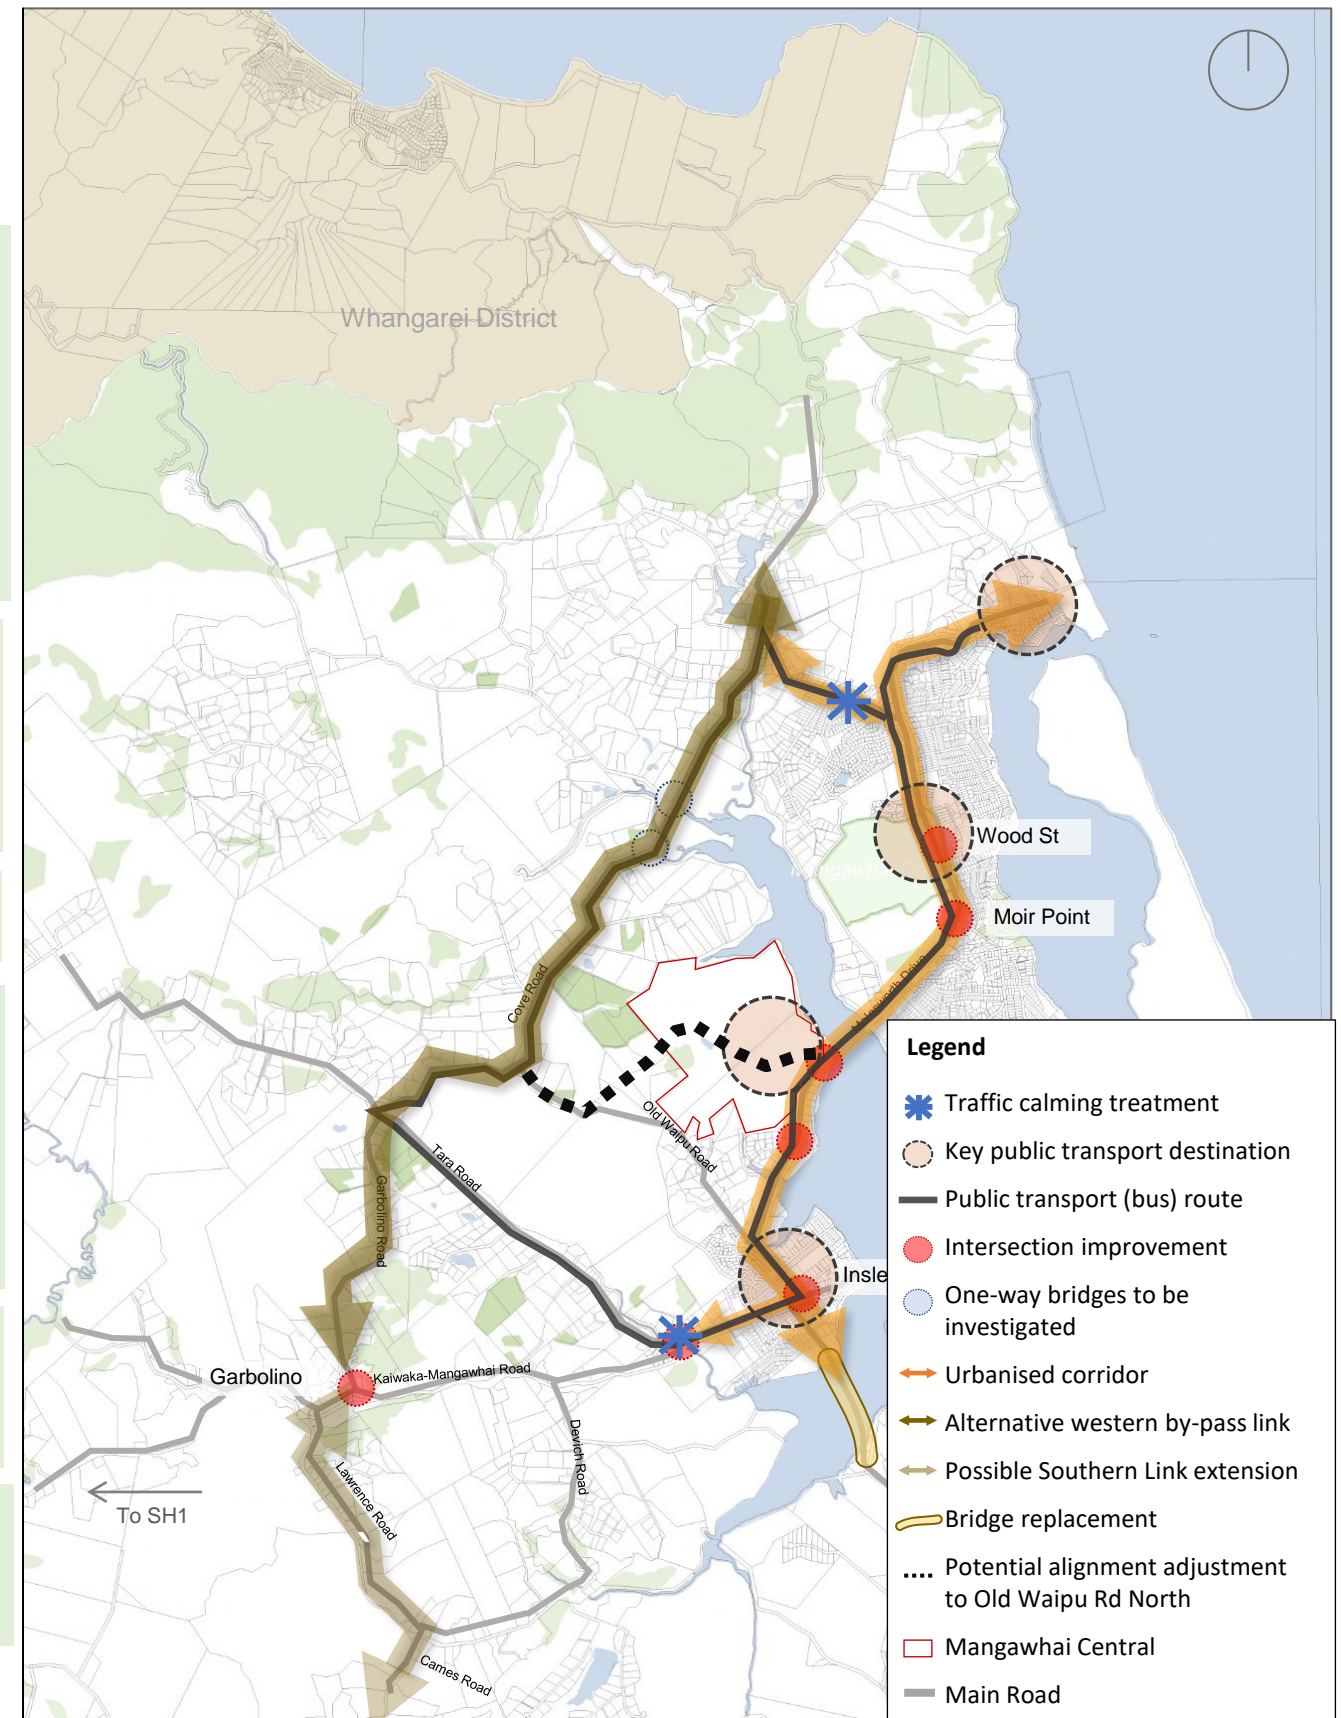 Whangarei District
Wood St
Moir Point
Molesworth Drive
Cove Road
Old Waipu Road
Tara Road
Garbolino Road
Insle
Garbolino
Kaiwaka-Mangawhai Road
Devich Road
Lawrence Road
To SH1
Cames Road
Legend
Traffic calming treatment
Key public transport destination
Public transport (bus) route
Intersection improvement
One-way bridges to be
investigated
Urbanised corridor
Alternative western by-pass link
Possible Southern Link extension
Bridge replacement
Potential alignment adjustment
to Old Waipu Rd North
Mangawhai Central
Main Road